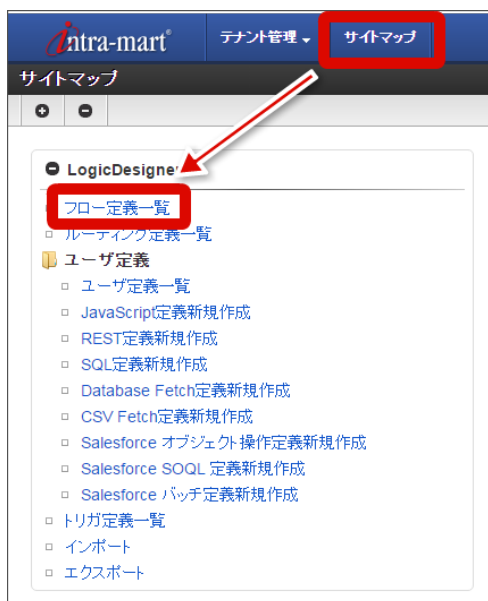 intra-mart® テナント管理 サイトマップ
サイトマップ
LogicDesigner
フロー定義一覧
ルーティング定義一覧
ユーザ定義
ユーザ定義一覧
JavaScript定義新規作成
REST定義新規作成
SQL定義新規作成
Database Fetch定義新規作成
CSV Fetch定義新規作成
Salesforce オブジェクト操作定義新規作成
Salesforce SOQL 定義新規作成
Salesforce バッチ定義新規作成
トリガ定義一覧
インポート
エクスポート